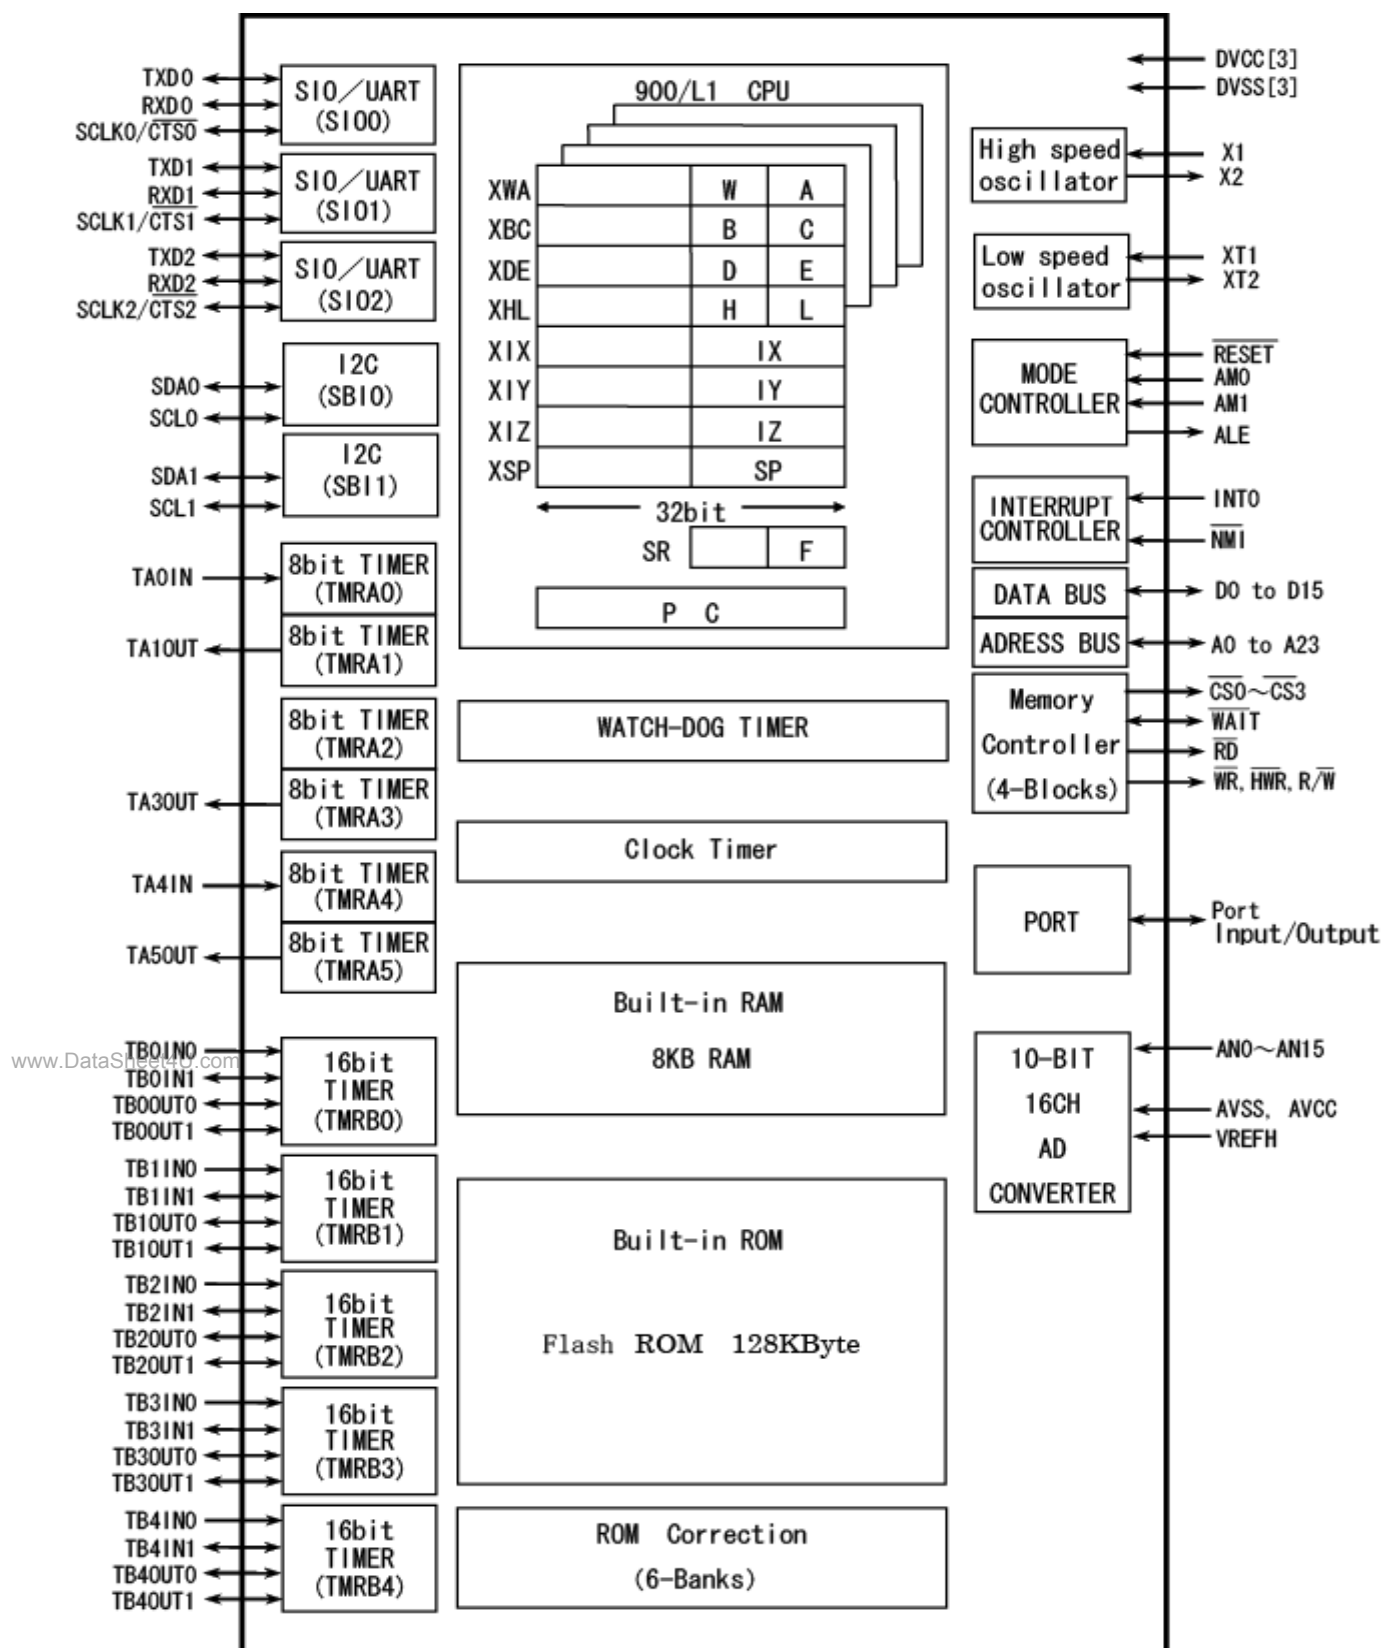 TXD0
RXD0
SCLK0/CTS0
SIO/UART
(SIO0)
TXD1
RXD1
SCLK1/CTS1
SIO/UART
(SIO1)
TXD2
RXD2
SCLK2/CTS2
SIO/UART
(SIO2)
SDA0
SCL0
I2C
(SBI0)
SDA1
SCL1
I2C
(SBI1)
TA0IN
8bit TIMER
(TMRA0)
TA1OUT
8bit TIMER
(TMRA1)
8bit TIMER
(TMRA2)
TA3OUT
8bit TIMER
(TMRA3)
TA4IN
8bit TIMER
(TMRA4)
TA5OUT
8bit TIMER
(TMRA5)
www.DataSheet4U.com
TB0IN0
TB0IN1
TB0OUT0
TB0OUT1
16bit
TIMER
(TMRB0)
TB1IN0
TB1IN1
TB1OUT0
TB1OUT1
16bit
TIMER
(TMRB1)
TB2IN0
TB2IN1
TB2OUT0
TB2OUT1
16bit
TIMER
(TMRB2)
TB3IN0
TB3IN1
TB3OUT0
TB3OUT1
16bit
TIMER
(TMRB3)
TB4IN0
TB4IN1
TB4OUT0
TB4OUT1
16bit
TIMER
(TMRB4)
900/L1 CPU
XWA W A
XBC B C
XDE D E
XHL H L
XIX IX
XIY IY
XIZ IZ
XSP SP
32bit
SR F
P C
WATCH-DOG TIMER
Clock Timer
Built-in RAM
8KB RAM
Built-in ROM
Flash ROM 128KByte
ROM Correction
(6-Banks)
DVCC[3]
DVSS[3]
High speed
oscillator
X1
X2
Low speed
oscillator
XT1
XT2
MODE
CONTROLLER
RESET
AM0
AM1
ALE
INTERRUPT
CONTROLLER
INT0
NMI
DATA BUS
D0 to D15
ADRESS BUS
A0 to A23
Memory
Controller
(4-Blocks)
CS0～CS3
WAIT
RD
WR, HWR, R/W
PORT
Port
Input/Output
10-BIT
16CH
AD
CONVERTER
AN0～AN15
AVSS, AVCC
VREFH